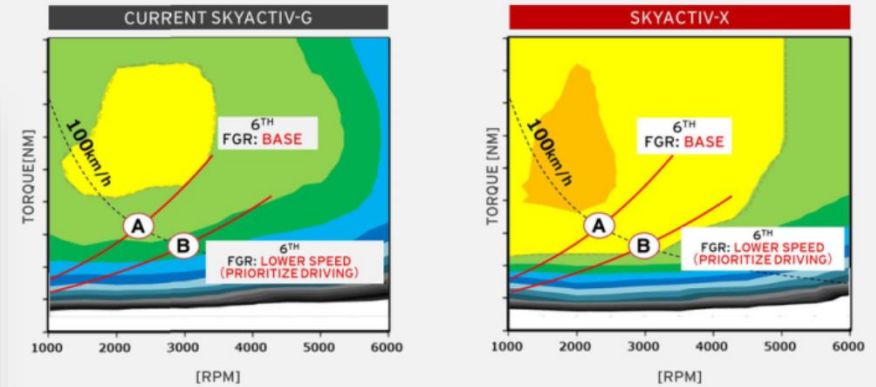 CURRENT SKYACTIV-G
TORQUE[NM]
100km/h
6TH
FGR: BASE
A
B
6TH
FGR: LOWER SPEED
(PRIORITIZE DRIVING)
1000 2000 3000 4000 5000 6000
[RPM]
SKYACTIV-X
TORQUE [NM]
100km/h
6TH
FGR: BASE
A
B
6TH
FGR: LOWER SPEED
(PRIORITIZE DRIVING)
1000 2000 3000 4000 5000 6000
[RPM]